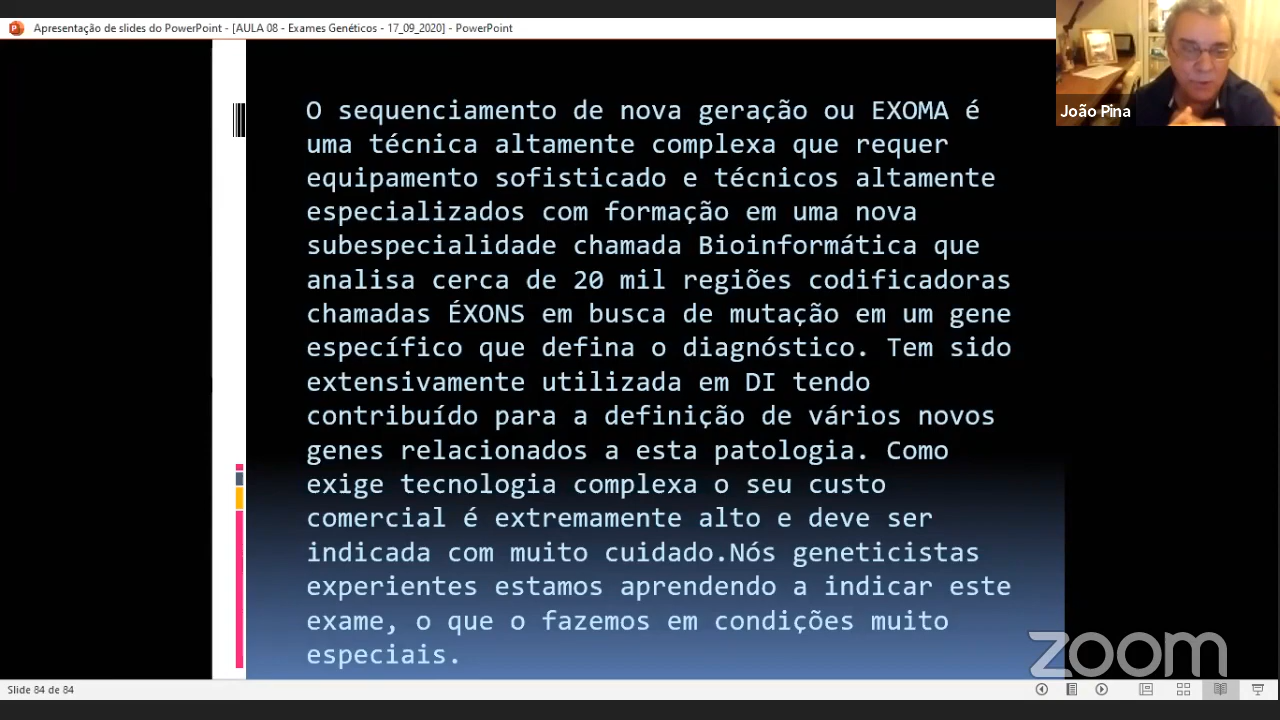 Apresentação de slides do PowerPoint - [AULA 08 - Exames Genéticos - 17_09_2020] - PowerPoint
João Pina
O sequenciamento de nova geração ou EXOMA é
uma técnica altamente complexa que requer
equipamento sofisticado e técnicos altamente
especializados com formação em uma nova
subespecialidade chamada Bioinformática que
analisa cerca de 20 mil regiões codificadoras
chamadas ÉXONS em busca de mutação em um gene
específico que defina o diagnóstico. Tem sido
extensivamente utilizada em DI tendo
contribuído para a definição de vários novos
genes relacionados a esta patologia. Como
exige tecnologia complexa o seu custo
comercial é extremamente alto e deve ser
indicada com muito cuidado.Nós geneticistas
experientes estamos aprendendo a indicar este
exame, o que o fazemos em condições muito
especiais.
zoom
Slide 84 de 84